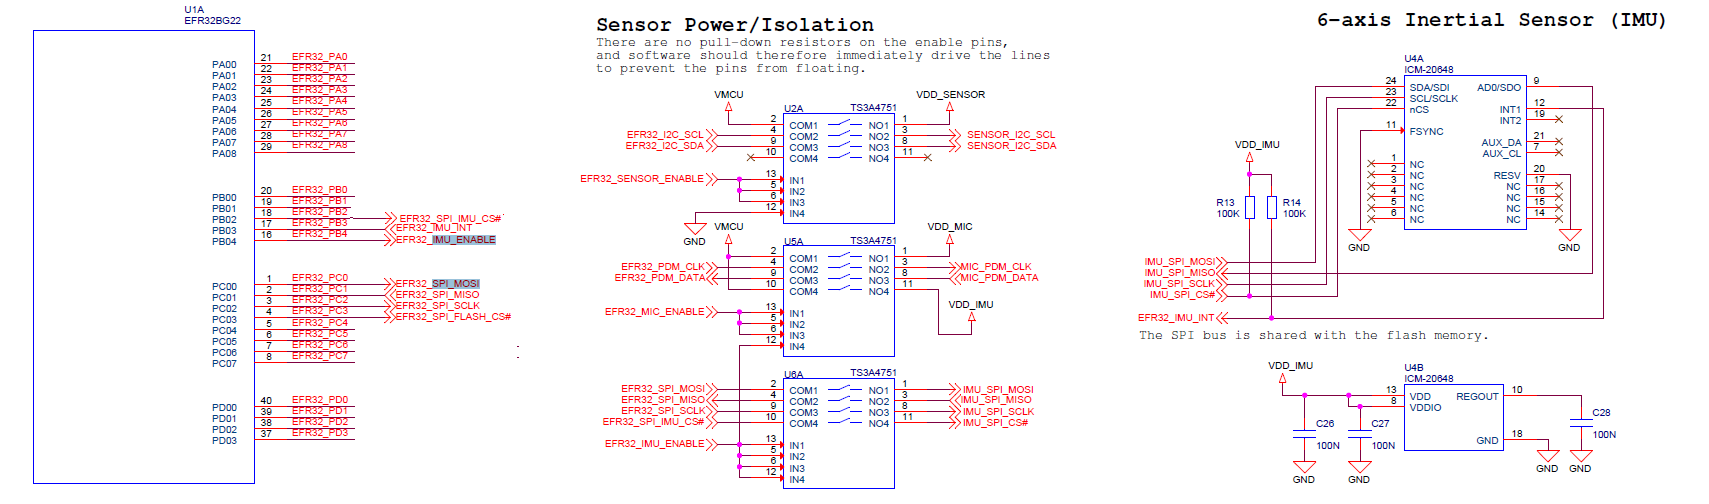 U1A
EFR32BG22
PA00 21 EFR32_PA0
PA01 22 EFR32_PA1
PA02 23 EFR32_PA2
PA03 24 EFR32_PA3
PA04 25 EFR32_PA4
PA05 26 EFR32_PA5
PA06 27 EFR32_PA6
PA07 28 EFR32_PA7
PA08 29 EFR32_PA8
PB00 20 EFR32_PB0
PB01 19 EFR32_PB1
PB02 18 EFR32_PB2 EFR32_SPI_IMU_CS#
PB03 17 EFR32_PB3 EFR32_IMU_INT
PB04 16 EFR32_PB4 EFR32_IMU_ENABLE
PC00 1 EFR32_PC0 EFR32_SPI_MOSI
PC01 2 EFR32_PC1 EFR32_SPI_MISO
PC02 3 EFR32_PC2 EFR32_SPI_SCLK
PC03 4 EFR32_PC3 EFR32_SPI_FLASH_CS#
PC04 5 EFR32_PC4
PC05 6 EFR32_PC5
PC06 7 EFR32_PC6
PC07 8 EFR32_PC7
PD00 40 EFR32_PD0
PD01 39 EFR32_PD1
PD02 38 EFR32_PD2
PD03 37 EFR32_PD3
Sensor Power/Isolation
There are no pull-down resistors on the enable pins,
and software should therefore immediately drive the lines
to prevent the pins from floating.
VMCU VDD_SENSOR
U2A TS3A4751
2 COM1 NO1 1
EFR32_I2C_SCL 4 COM2 NO2 3 SENSOR_I2C_SCL
EFR32_I2C_SDA 9 COM3 NO3 8 SENSOR_I2C_SDA
10 COM4 NO4 11
EFR32_SENSOR_ENABLE 13 IN1
5 IN2
6 IN3
12 IN4
GND
VMCU VDD_MIC
U5A TS3A4751
2 COM1 NO1 1
EFR32_PDM_CLK 4 COM2 NO2 3 MIC_PDM_CLK
EFR32_PDM_DATA 9 COM3 NO3 8 MIC_PDM_DATA
10 COM4 NO4 11
VDD_IMU
EFR32_MIC_ENABLE 13 IN1
5 IN2
6 IN3
12 IN4
U6A TS3A4751
EFR32_SPI_MOSI 2 COM1 NO1 1 IMU_SPI_MOSI
EFR32_SPI_MISO 4 COM2 NO2 3 IMU_SPI_MISO
EFR32_SPI_SCLK 9 COM3 NO3 8 IMU_SPI_SCLK
EFR32_SPI_IMU_CS# 10 COM4 NO4 11 IMU_SPI_CS#
EFR32_IMU_ENABLE 13 IN1
5 IN2
6 IN3
12 IN4
6-axis Inertial Sensor (IMU)
U4A
ICM-20648
24 SDA/SDI AD0/SDO 9
23 SCL/SCLK
22 nCS INT1 12
INT2 19
11 FSYNC
AUX_DA 21
AUX_CL 7
1 NC
2 NC RESV 20
3 NC NC 17
4 NC NC 16
5 NC NC 15
6 NC NC 14
GND GND
VDD_IMU
R13 R14
100K 100K
IMU_SPI_MOSI
IMU_SPI_MISO
IMU_SPI_SCLK
IMU_SPI_CS#
EFR32_IMU_INT
The SPI bus is shared with the flash memory.
VDD_IMU
U4B
ICM-20648
13 VDD REGOUT 10
8 VDDIO
GND 18
C26 C27 C28
100N 100N 100N
GND GND GND GND